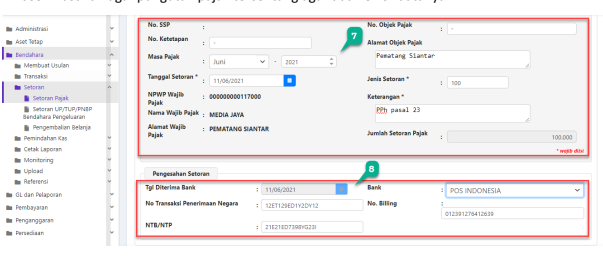 Administrasi
Aset Tetap
Bendahara
Membuat Usulan
Transaksi
Setoran
Setoran Pajak
Setoran UP/TUP/PNBP
Bendahara Pengeluaran
Pengembalian Belanja
Pemindahan Kas
Cetak Laporan
Monitoring
Upload
Referensi
GL dan Pelaporan
Pembayaran
Penganggaran
Persediaan
No. SSP :
No. Ketetapan : -
Masa Pajak : Juni - 2021
Tanggal Setoran * : 11/06/2021
NPWP Wajib Pajak : 000000000117000
Nama Wajib Pajak : MEDIA JAYA
Alamat Wajib Pajak : PEMATANG SIANTAR
7
No. Objek Pajak : -
Alamat Objek Pajak
Pematang Siantar
Jenis Setoran * : 100
Keterangan *
PPh pasal 23
Jumlah Setoran Pajak : 100.000
* wajib diisi
Pengesahan Setoran
8
Tgl Diterima Bank : 11/06/2021
No Transaksi Penerimaan Negara : 12ET129ED1Y2DY12
NTB/NTP : 21E21ED7398YG23I
Bank : POS INDONESIA
No. Billing :
012391276412639